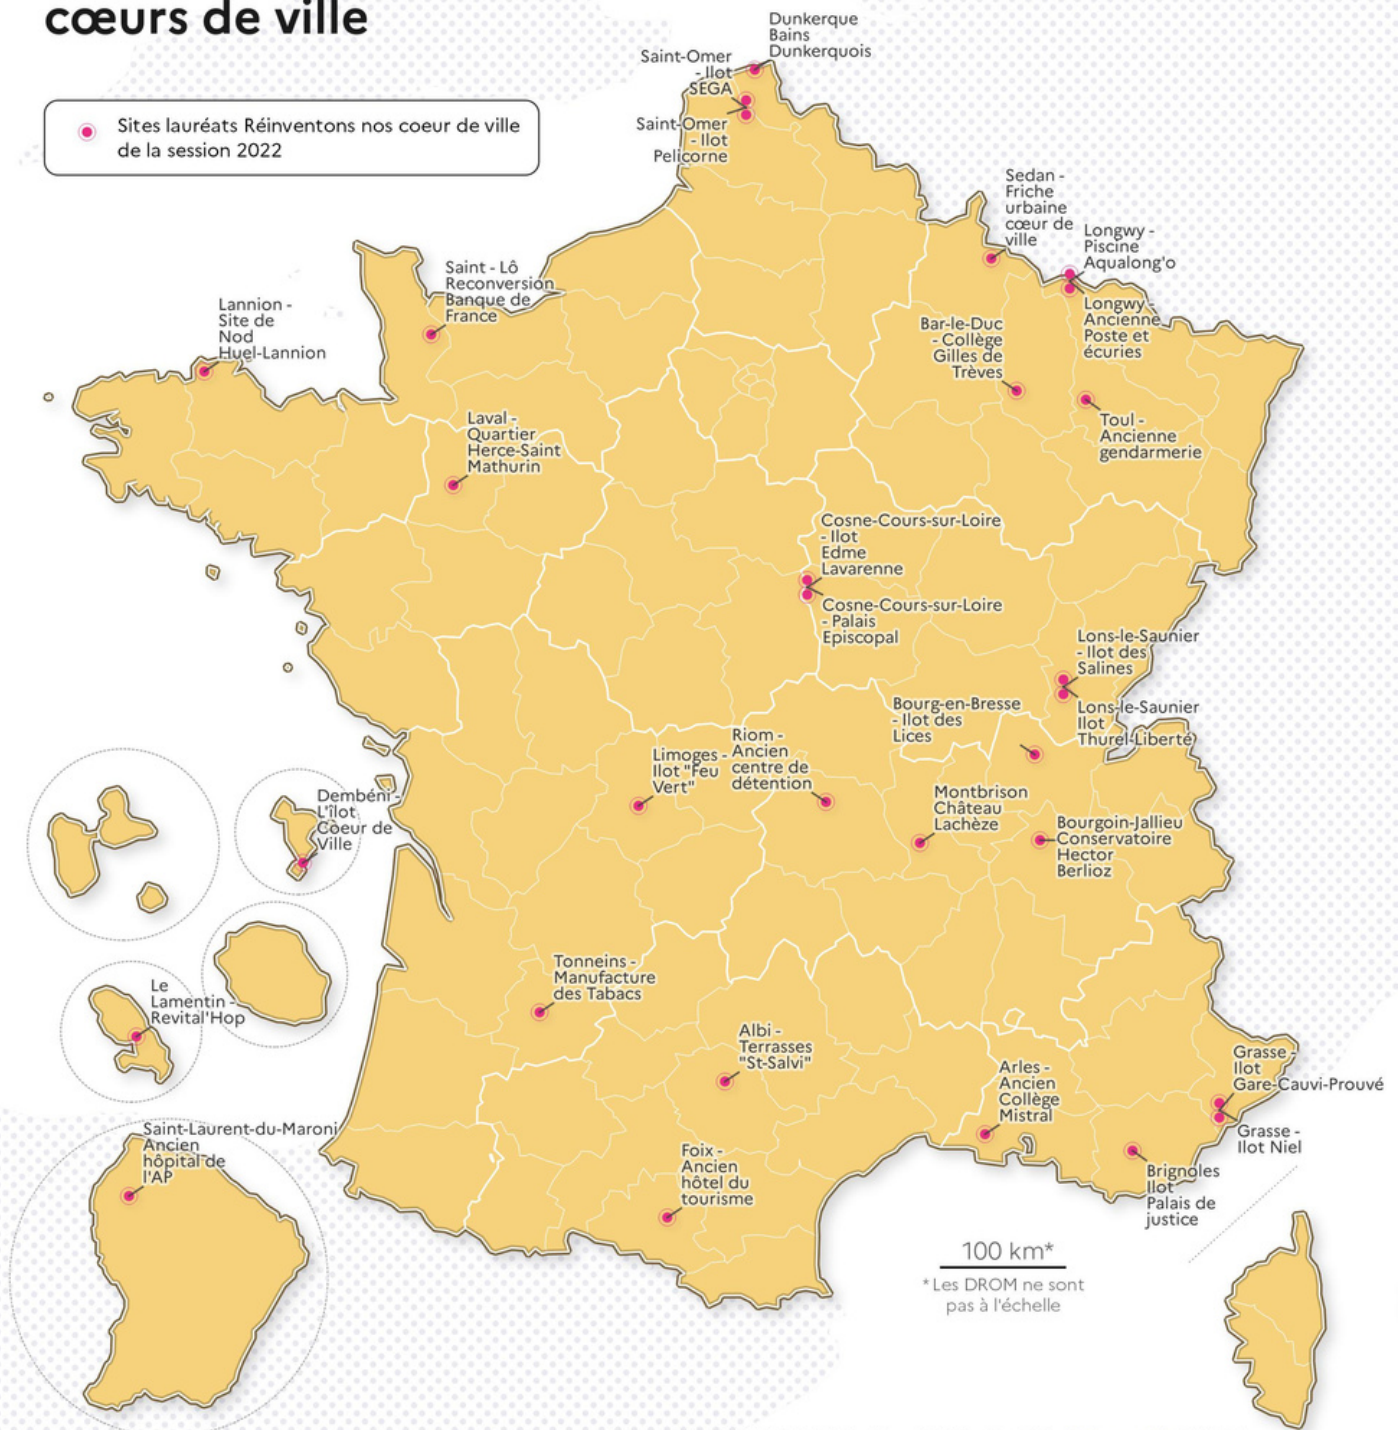 cœurs de ville
Sites lauréats Réinventons nos coeur de ville
de la session 2022
Dunkerque
Bains
Dunkerquois
Saint-Omer
- Ilot
SEGA
Saint-Omer
- Ilot
Pelicorne
Sedan -
Friche
urbaine
cœur de
ville
Longwy -
Piscine
Aqualong'o
Longwy -
Ancienne
Poste et
écuries
Saint - Lô
Reconversion
Banque de
France
Lannion -
Site de
Nod
Huel-Lannion
Bar-le-Duc
- Collège
Gilles de
Trèves
Toul -
Ancienne
gendarmerie
Laval -
Quartier
Herce-Saint
Mathurin
Cosne-Cours-sur-Loire
- Ilot
Edme
Lavarenne
Cosne-Cours-sur-Loire
- Palais
Episcopal
Lons-le-Saunier
- Ilot des
Salines
Lons-le-Saunier
Ilot
Thurel-Liberté
Bourg-en-Bresse
- Ilot des
Lices
Riom -
Ancien
centre de
détention
Limoges -
Ilot "Feu
Vert"
Montbrison
Château
Lachèze
Bourgoin-Jallieu
Conservatoire
Hector
Berlioz
Dembéni -
L'îlot
Coeur de
Ville
Tonneins -
Manufacture
des Tabacs
Le
Lamentin -
Revital'Hop
Albi -
Terrasses
"St-Salvi"
Arles -
Ancien
Collège
Mistral
Grasse -
Ilot
Gare-Cauvi-Prouvé
Grasse -
Ilot Niel
Brignoles
Ilot
Palais de
justice
Saint-Laurent-du-Maroni
Ancien
hôpital de
l'AP
Foix -
Ancien
hôtel du
tourisme
100 km*
*Les DROM ne sont
pas à l'échelle